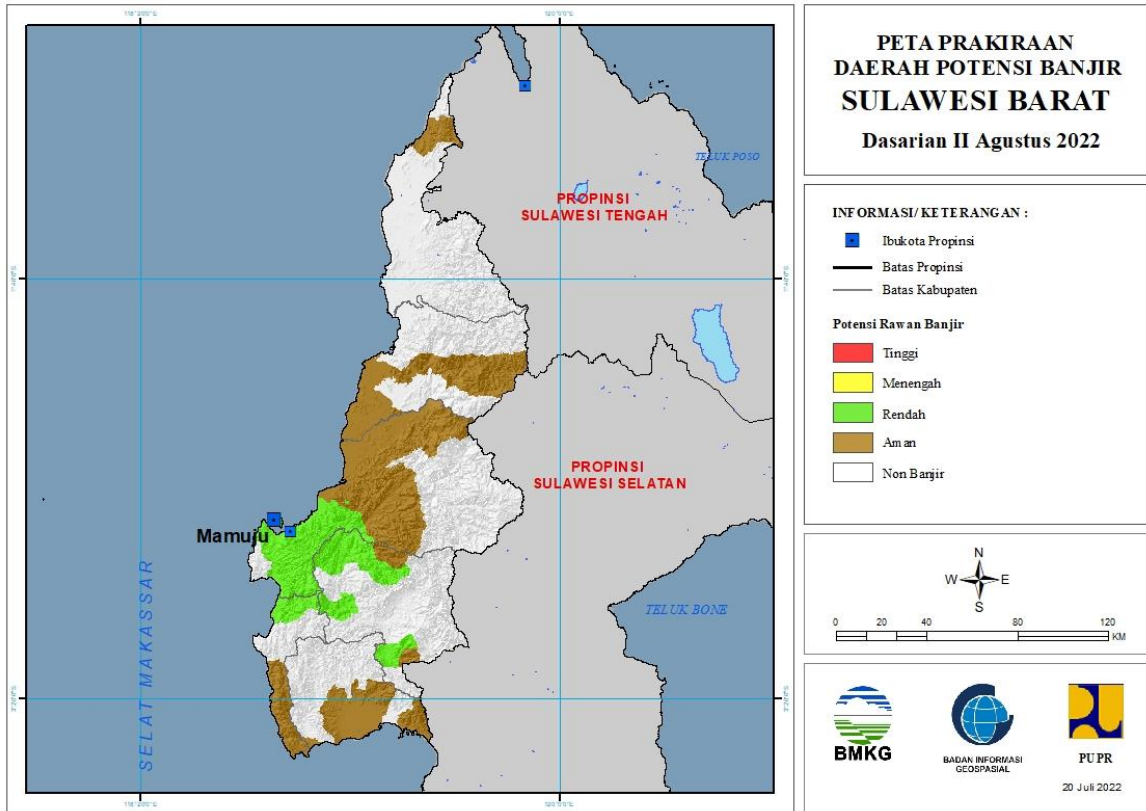 PETA PRAKIRAAN
DAERAH POTENSI BANJIR
SULAWESI BARAT
Dasarian II Agustus 2022
INFORMASI/ KETERANGAN :
Ibukota Propinsi
Batas Propinsi
Batas Kabupaten
Potensi Rawan Banjir
Tinggi
Menengah
Rendah
Aman
Non Banjir
N
W E
S
0 20 40 80 120
KM
BMKG
BADAN INFORMASI
GEOSPASIAL
PUPR
20 Juli 2022
TELUK POSO
PROPINSI
SULAWESI TENGAH
PROPINSI
SULAWESI SELATAN
Mamuju
TELUK BONE
SELAT MAKASSAR